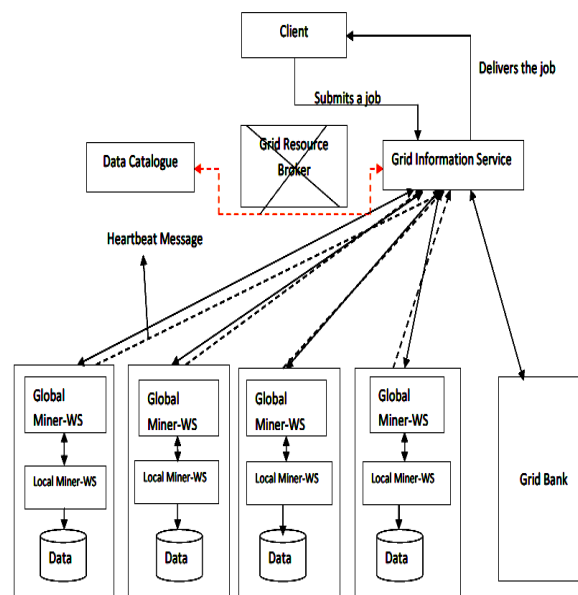 Client
Delivers the job
Submits a job
Grid Resource
Broker
Data Catalogue
Grid Information Service
Heartbeat Message
Global
Miner-WS
Local Miner-WS
Data
Global
Miner-WS
Local Miner-WS
Data
Global
Miner-WS
Local Miner-WS
Data
Global
Miner-WS
Local Miner-WS
Data
Grid Bank